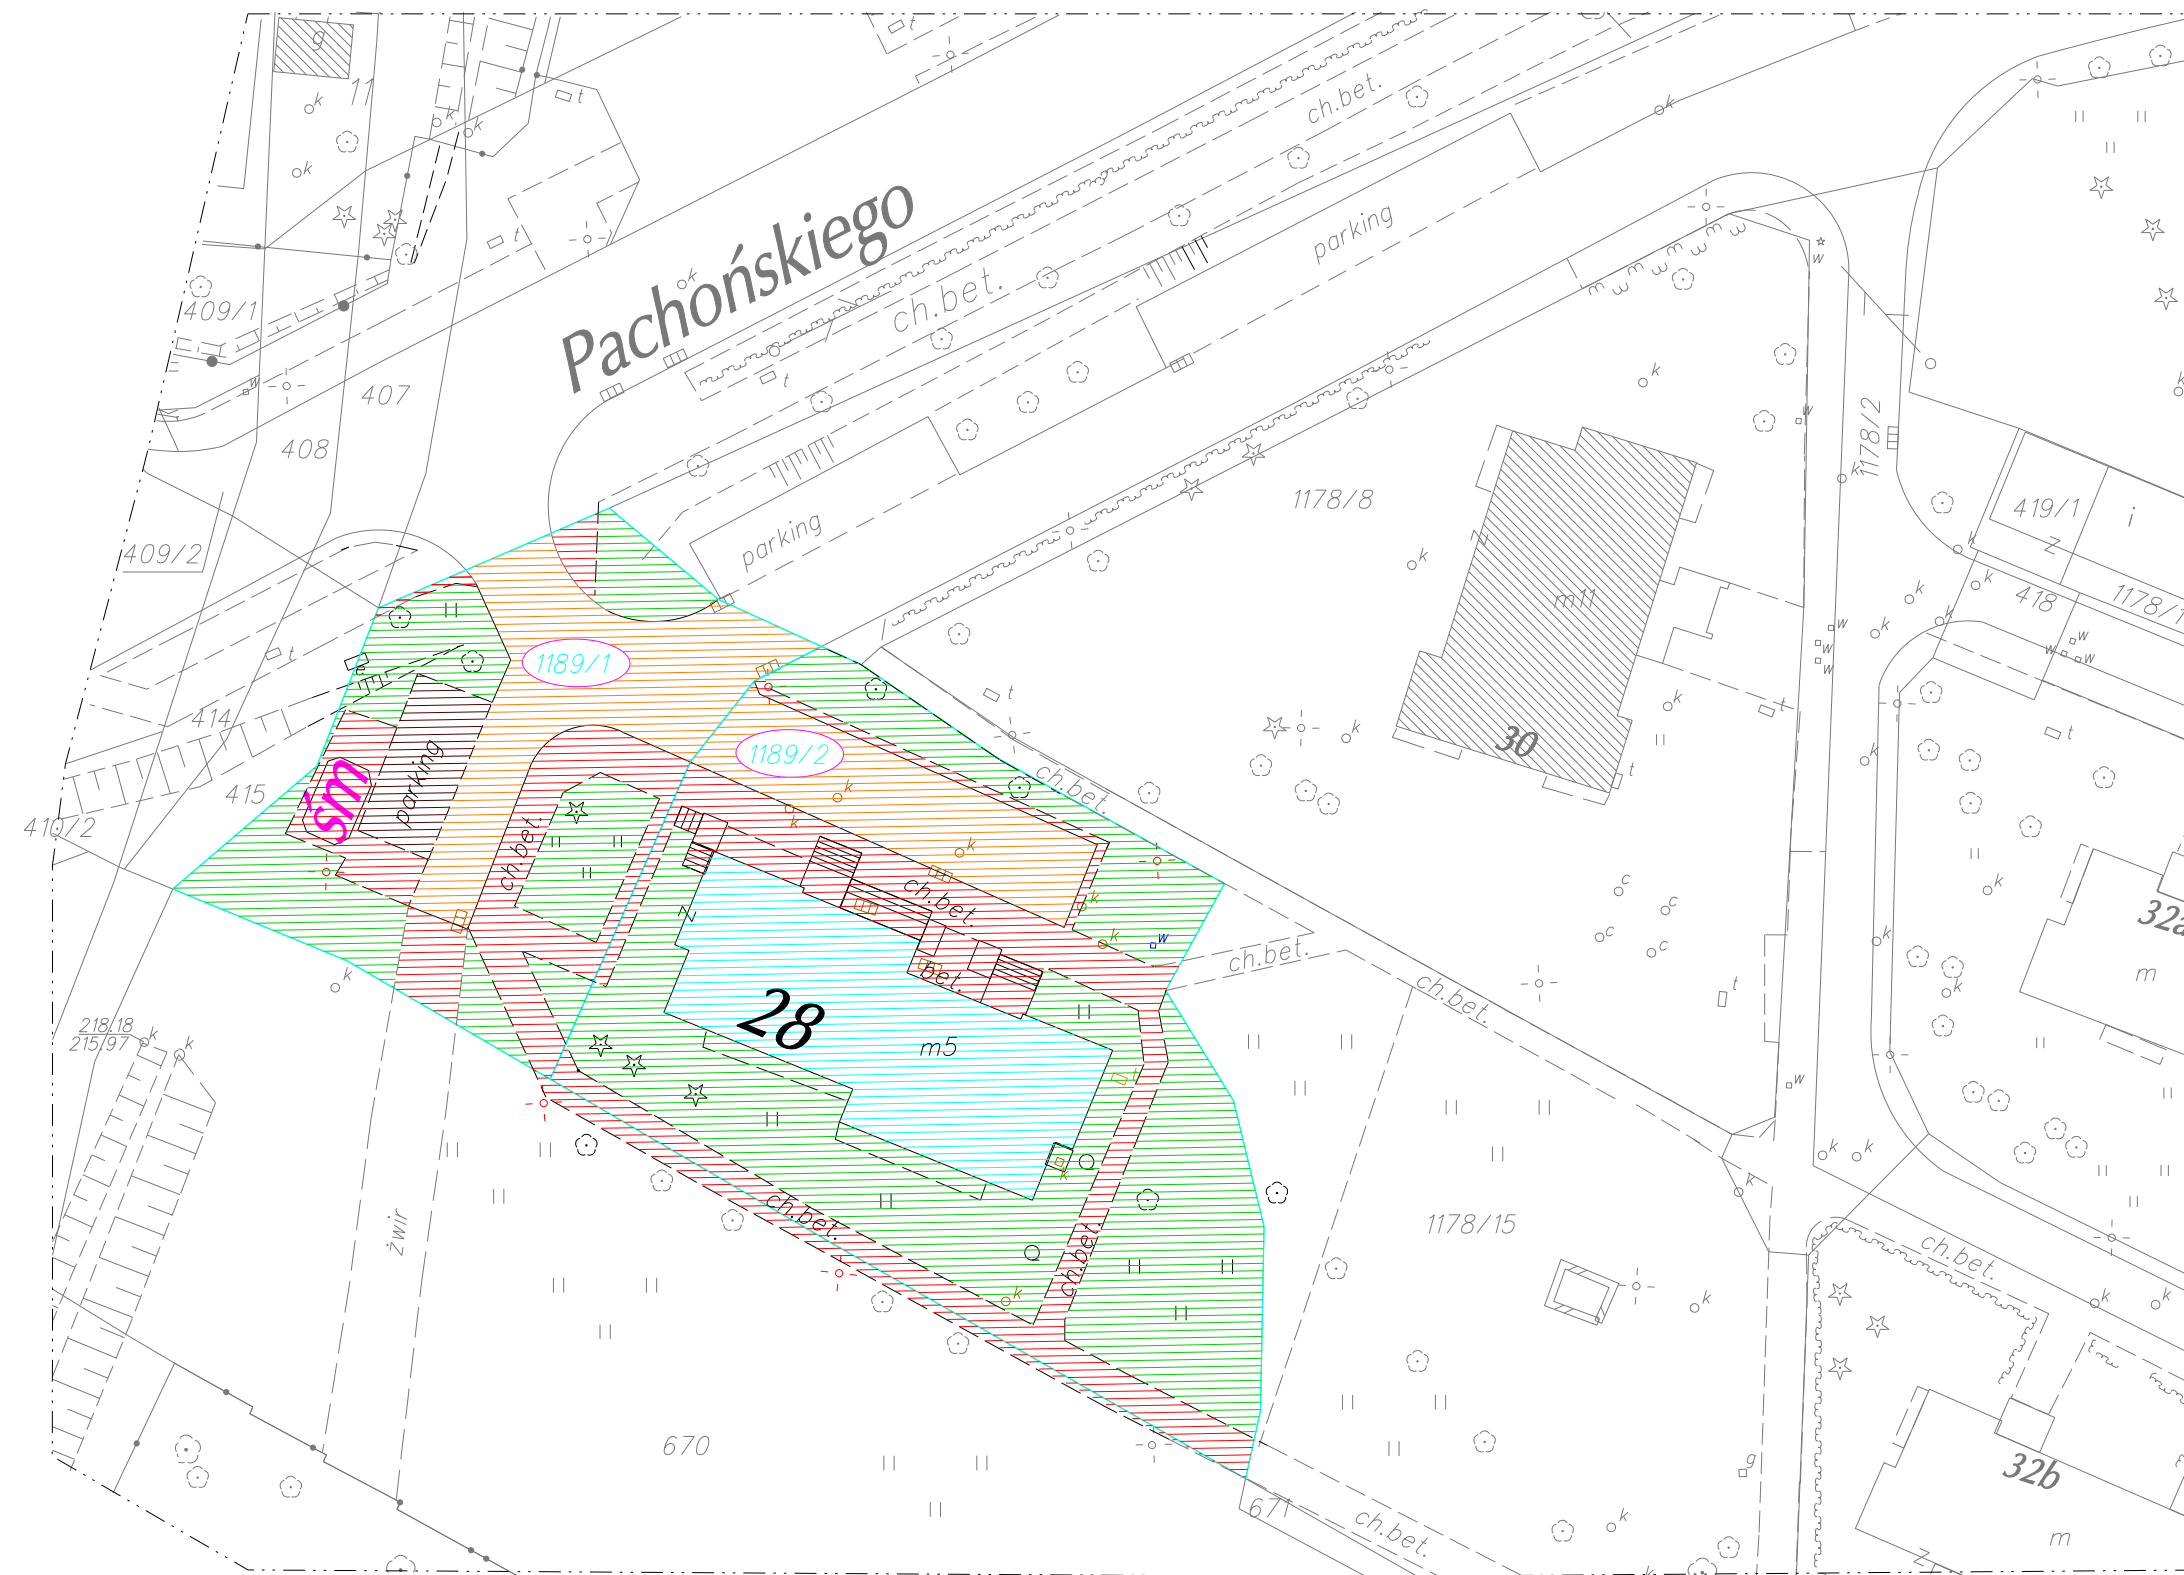 g
t
11
k
k
k
k
t
ch.bet.
k
k
t
Pachońskiego
k
409/1
ch.bet.
parking
w
w
t
407
k
k
w
1178/2
408
k
1178/8
409/2
parking
419/1
i
k
k
z
z
k
k
418
1178/1
m11
k
w
k
w
w
w
w
t
1189/1
t
k
t
414
k
30
t
1189/2
k
t
parking
ch.bet.
415
śm
k
k
410/2
ch.bet.
k
c
k
z
ch.bet.
k
c
32a
k
w
c
c
k
ch.bet.
bet.
m
k
ch.bet.
t
k
28
218.18
215.97
k
k
m5
t
w
k
k
k
ch.bet.
1178/15
żwir
ch.bet.
ch.bet.
k
k
k
k
670
g
32b
671
ch.bet.
k
m
z
k